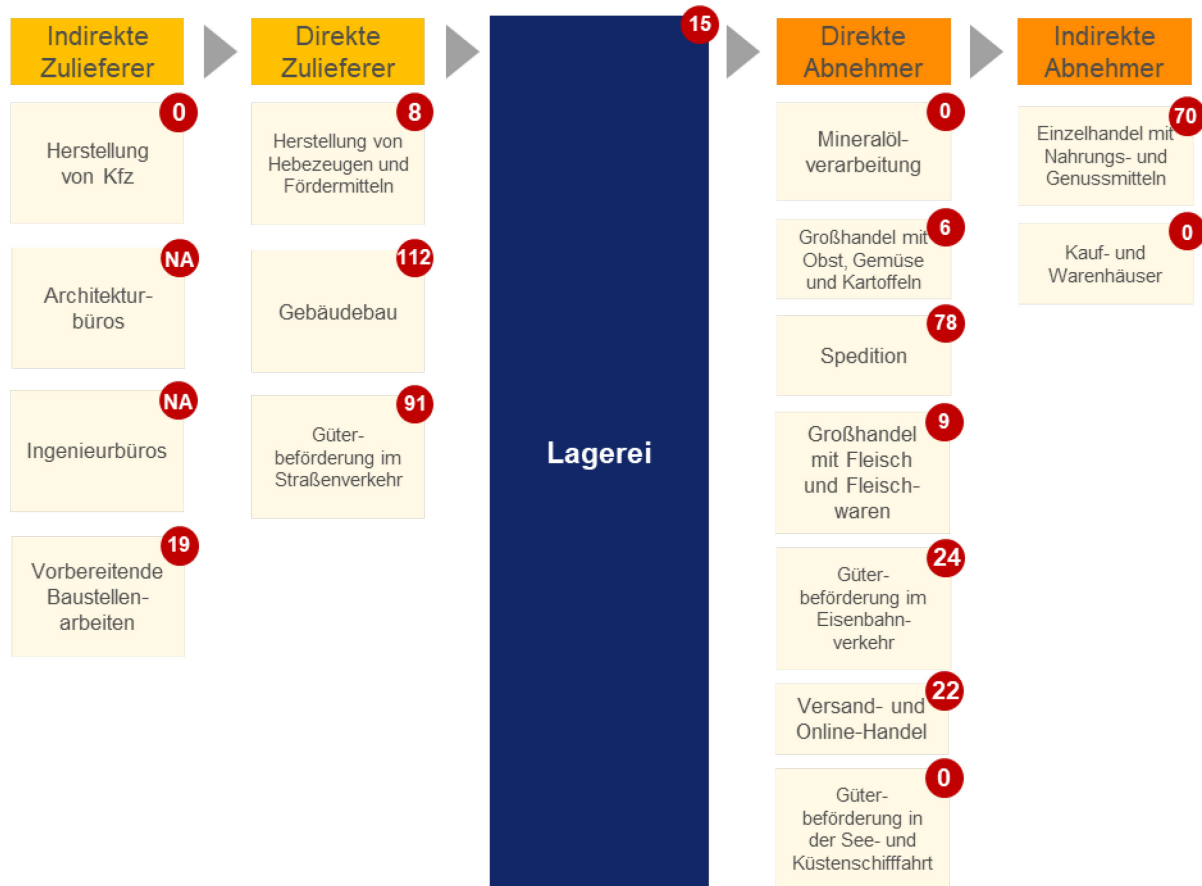 Indirekte
Zulieferer
0
Herstellung
von Kfz
NA
Architektur-
büros
NA
Ingenieurbüros
19
Vorbereitende
Baustellen-
arbeiten
Direkte
Zulieferer
8
Herstellung von
Hebezeugen und
Fördermitteln
112
Gebäudebau
91
Güter-
beförderung im
Straßenverkehr
15
Lagerei
Direkte
Abnehmer
0
Mineralöl-
verarbeitung
6
Großhandel mit
Obst, Gemüse
und Kartoffeln
78
Spedition
9
Großhandel
mit Fleisch
und Fleisch-
waren
24
Güter-
beförderung im
Eisenbahn-
verkehr
22
Versand- und
Online-Handel
0
Güter-
beförderung in
der See- und
Küstenschifffahrt
Indirekte
Abnehmer
70
Einzelhandel mit
Nahrungs- und
Genussmitteln
0
Kauf- und
Warenhäuser